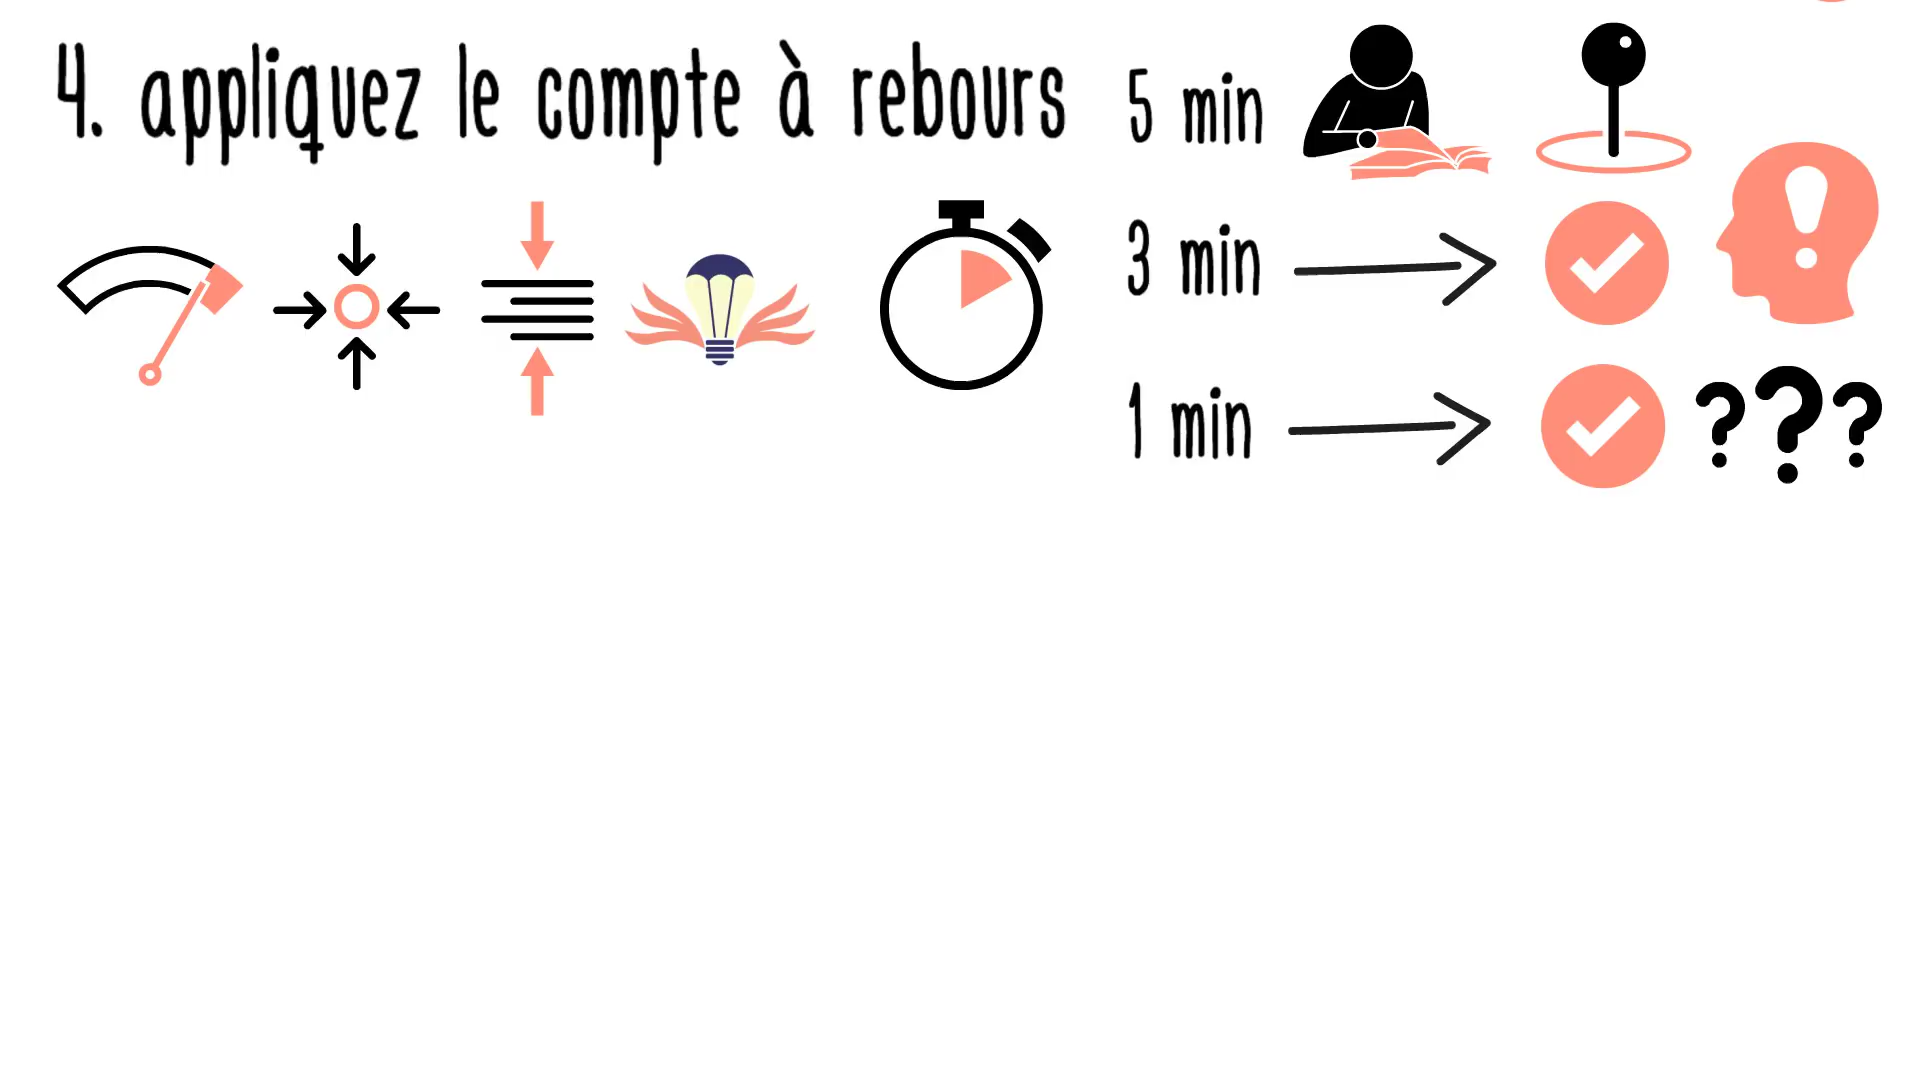 4. appliquez le compte à rebours
5 min
3 min
1 min
???